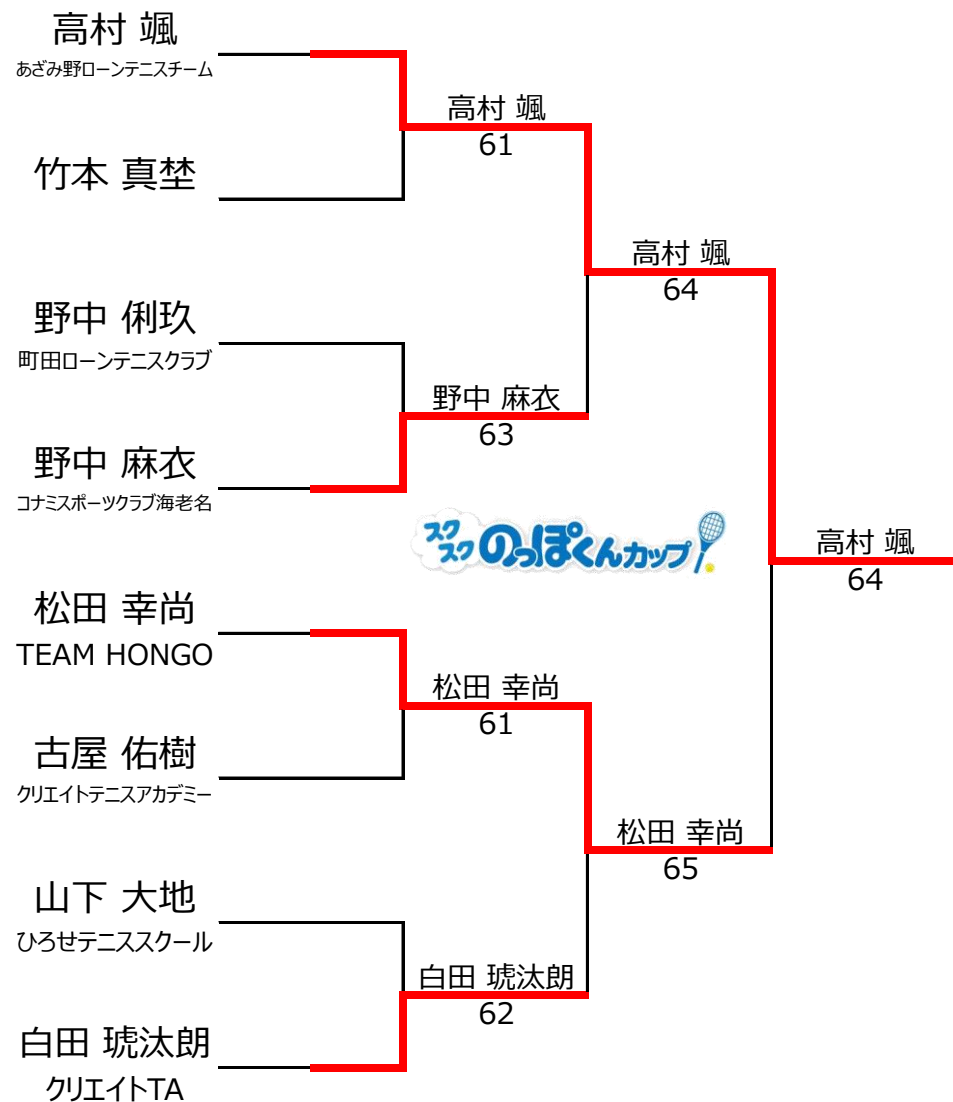 高村 颯
あざみ野ローンテニスチーム
高村 颯
61
竹本 真埜
高村 颯
64
野中 俐玖
町田ローンテニスクラブ
野中 麻衣
63
野中 麻衣
コナミスポーツクラブ海老名
スクスクのっぽくんカップ
高村 颯
64
松田 幸尚
TEAM HONGO
松田 幸尚
61
古屋 佑樹
クリエイトテニスアカデミー
松田 幸尚
65
山下 大地
ひろせテニススクール
白田 琥汰朗
62
白田 琥汰朗
クリエイトTA